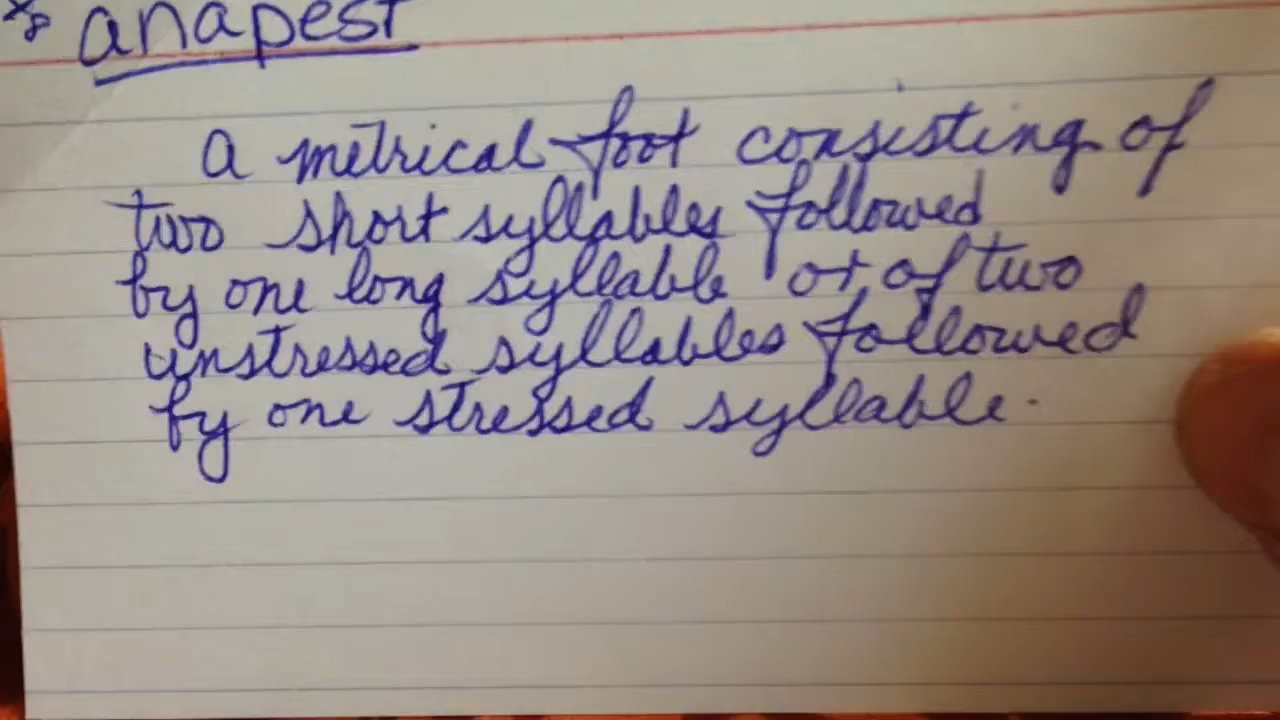 anapest
a metrical foot consisting of
two short syllables followed
by one long syllable or of two
unstressed syllables followed
by one stressed syllable.